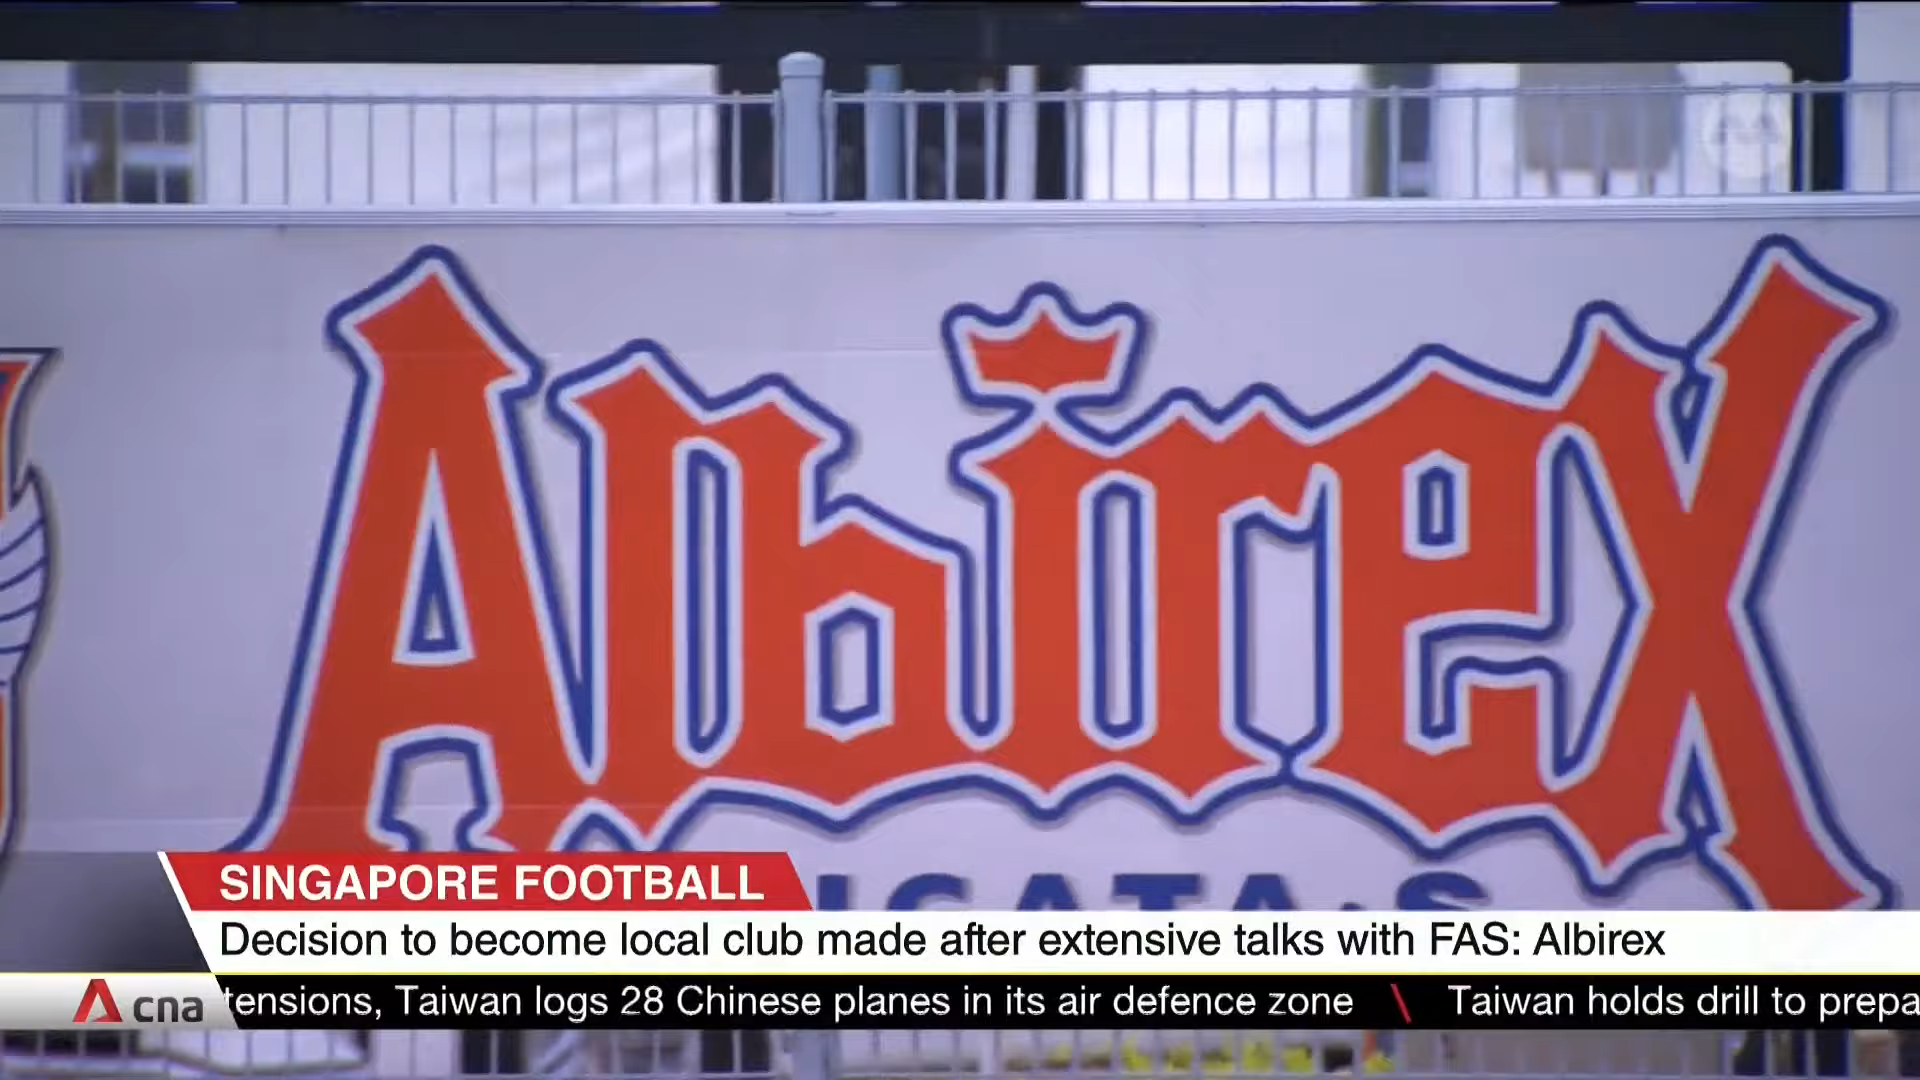 Albirex
SINGAPORE FOOTBALL
Decision to become local club made after extensive talks with FAS: Albirex
cna
tensions, Taiwan logs 28 Chinese planes in its air defence zone \ Taiwan holds drill to prepa